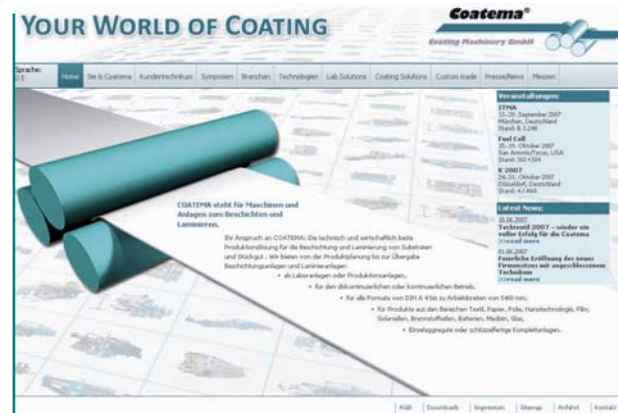 YOUR WORLD OF COATING
Coatema®
Coating Machinery GmbH
Sprache:
D E
Home
Sie & Coatema
Kundentechnikum
Symposien
Branchen
Technologien
Lab Solutions
Coating Solutions
Custom made
Presse/News
Messen
COATEMA steht für Maschinen und
Anlagen zum Beschichten und
Laminieren.
Ihr Anspruch an COATEMA: Die technisch und wirtschaftlich beste
Produktionslösung für die Beschichtung und Laminierung von Substraten
und Stückgut. Wir bieten von der Produktplanung bis zur Übergabe
Beschichtungsanlagen und Laminieranlagen
• als Laboranlagen oder Produktionsanlagen,
• für den diskontinuierlichen oder kontinuierlichen Betrieb,
• für alle Formate von DIN A 4 bis zu Arbeitsbreiten von mm,
• für Produkte aus den Bereichen Textil, Papier, Folie, Nanotechnologie, Film,
Solarzellen, Brennstoffzellen, Batterien, Medizin, Glas,
• Einzelaggregate oder schlüsselfertige Komplettanlagen.
Veranstaltungen:
ITMA
September 2007
München, Deutschland
Stand:
Fuel Cell
Oktober 2007
San Antonio/Texas, USA
Stand:
K 2007
24.-31. Oktober 2007
Düsseldorf, Deutschland
Stand: 4 /
Latest News:
.06.2007
Techtextil 2007 – wieder ein
voller Erfolg für die Coatema
>>read more
.06.2007
Feierliche Eröffnung des neuen
Firmensitzes mit angeschlossenem
Technikum
>>read more
AGB | Downloads | Impressum | Sitemap | Anfahrt | Kontakt